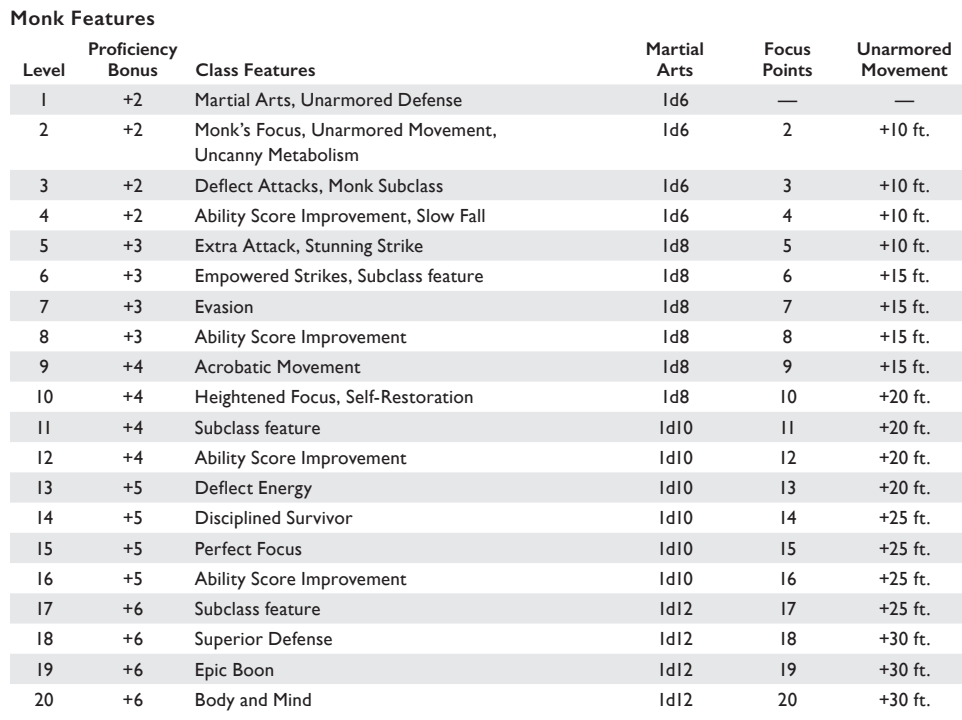 Monk Features
Proficiency Martial Focus Unarmored
Level Bonus Class Features Arts Points Movement
1 +2 Martial Arts, Unarmored Defense 1d6 — —
2 +2 Monk’s Focus, Unarmored Movement, 1d6 2 +10 ft.
Uncanny Metabolism
3 +2 Deflect Attacks, Monk Subclass 1d6 3 +10 ft.
4 +2 Ability Score Improvement, Slow Fall 1d6 4 +10 ft.
5 +3 Extra Attack, Stunning Strike 1d8 5 +10 ft.
6 +3 Empowered Strikes, Subclass feature 1d8 6 +15 ft.
7 +3 Evasion 1d8 7 +15 ft.
8 +3 Ability Score Improvement 1d8 8 +15 ft.
9 +4 Acrobatic Movement 1d8 9 +15 ft.
10 +4 Heightened Focus, Self-Restoration 1d8 10 +20 ft.
11 +4 Subclass feature 1d10 11 +20 ft.
12 +4 Ability Score Improvement 1d10 12 +20 ft.
13 +5 Deflect Energy 1d10 13 +20 ft.
14 +5 Disciplined Survivor 1d10 14 +25 ft.
15 +5 Perfect Focus 1d10 15 +25 ft.
16 +5 Ability Score Improvement 1d10 16 +25 ft.
17 +6 Subclass feature 1d12 17 +25 ft.
18 +6 Superior Defense 1d12 18 +30 ft.
19 +6 Epic Boon 1d12 19 +30 ft.
20 +6 Body and Mind 1d12 20 +30 ft.